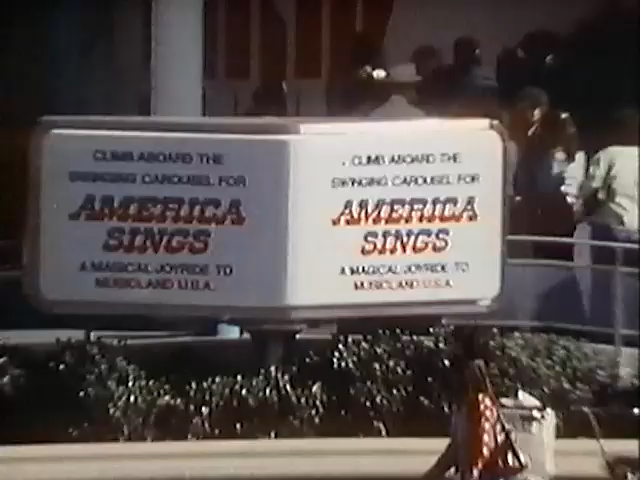 CLIMB ABOARD THE
SWINGING CAROUSEL FOR
AMERICA
SINGS
A MAGICAL JOYRIDE TO
MUSICLAND U.S.A.
CLIMB ABOARD THE
SWINGING CAROUSEL FOR
AMERICA
SINGS
A MAGICAL JOYRIDE TO
MUSICLAND U.S.A.